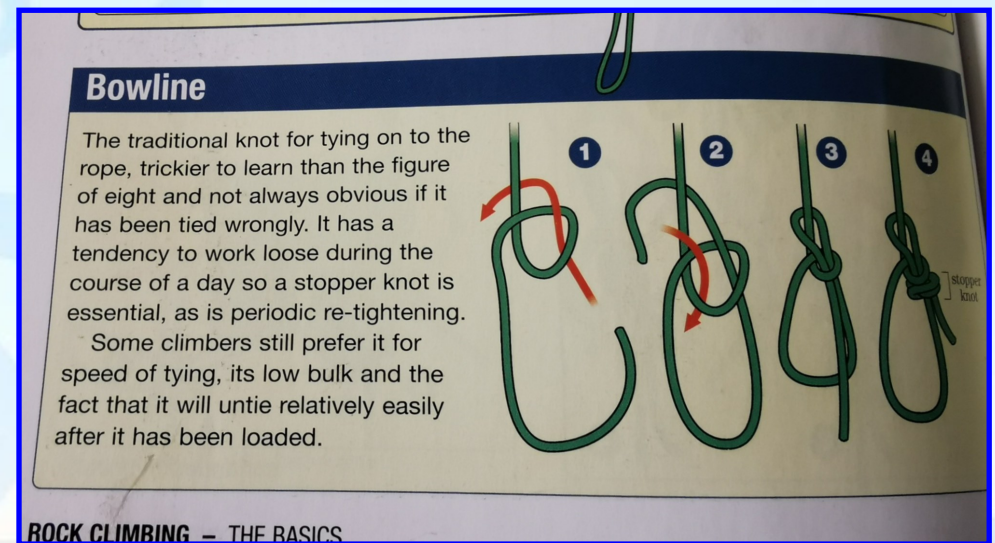 Bowline
The traditional knot for tying on to the
rope, trickier to learn than the figure
of eight and not always obvious if it
has been tied wrongly. It has a
tendency to work loose during the
course of a day so a stopper knot is
essential, as is periodic re-tightening.
Some climbers still prefer it for
speed of tying, its low bulk and the
fact that it will untie relatively easily
after it has been loaded.
1
2
3
4
stopper
knot
ROCK CLIMBING – THE BASICS